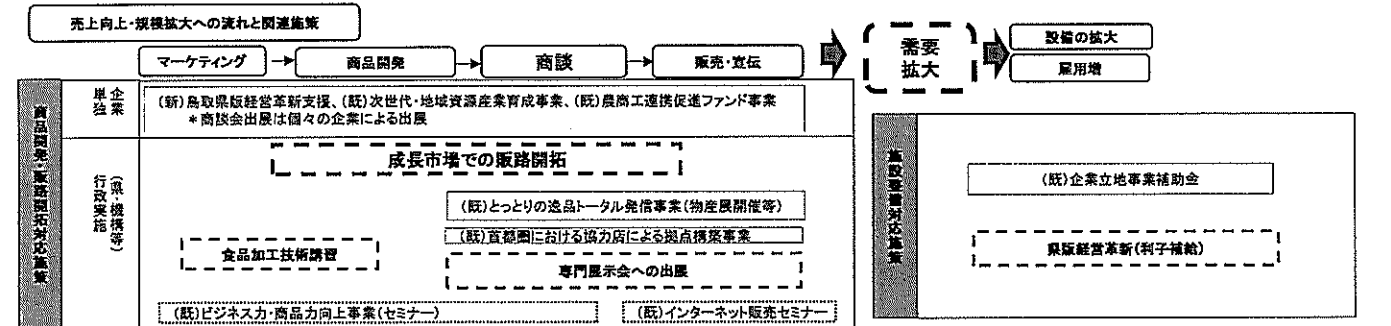 売上向上・規模拡大への流れと関連施策
マーケティング
商品開発
商談
販売・宣伝
需要
拡大
設備の拡大
雇用増
商品開発・販路開拓対応施策
企業
単独
(新)鳥取県版経営革新支援、(既)次世代・地域資源産業育成事業、(既)農商工連携促進ファンド事業
＊商談会出展は個々の企業による出展
(県・機構等)
行政実施
成長市場での販路開拓
(既)とっとりの逸品トータル発信事業(物産展開催等)
(既)首都圏における協力店による拠点構築事業
食品加工技術講習
専門展示会への出展
(既)ビジネス力・商品力向上事業(セミナー)
(既)インターネット販売セミナー
施設整備対応施策
(既)企業立地事業補助金
県版経営革新(利子補給)